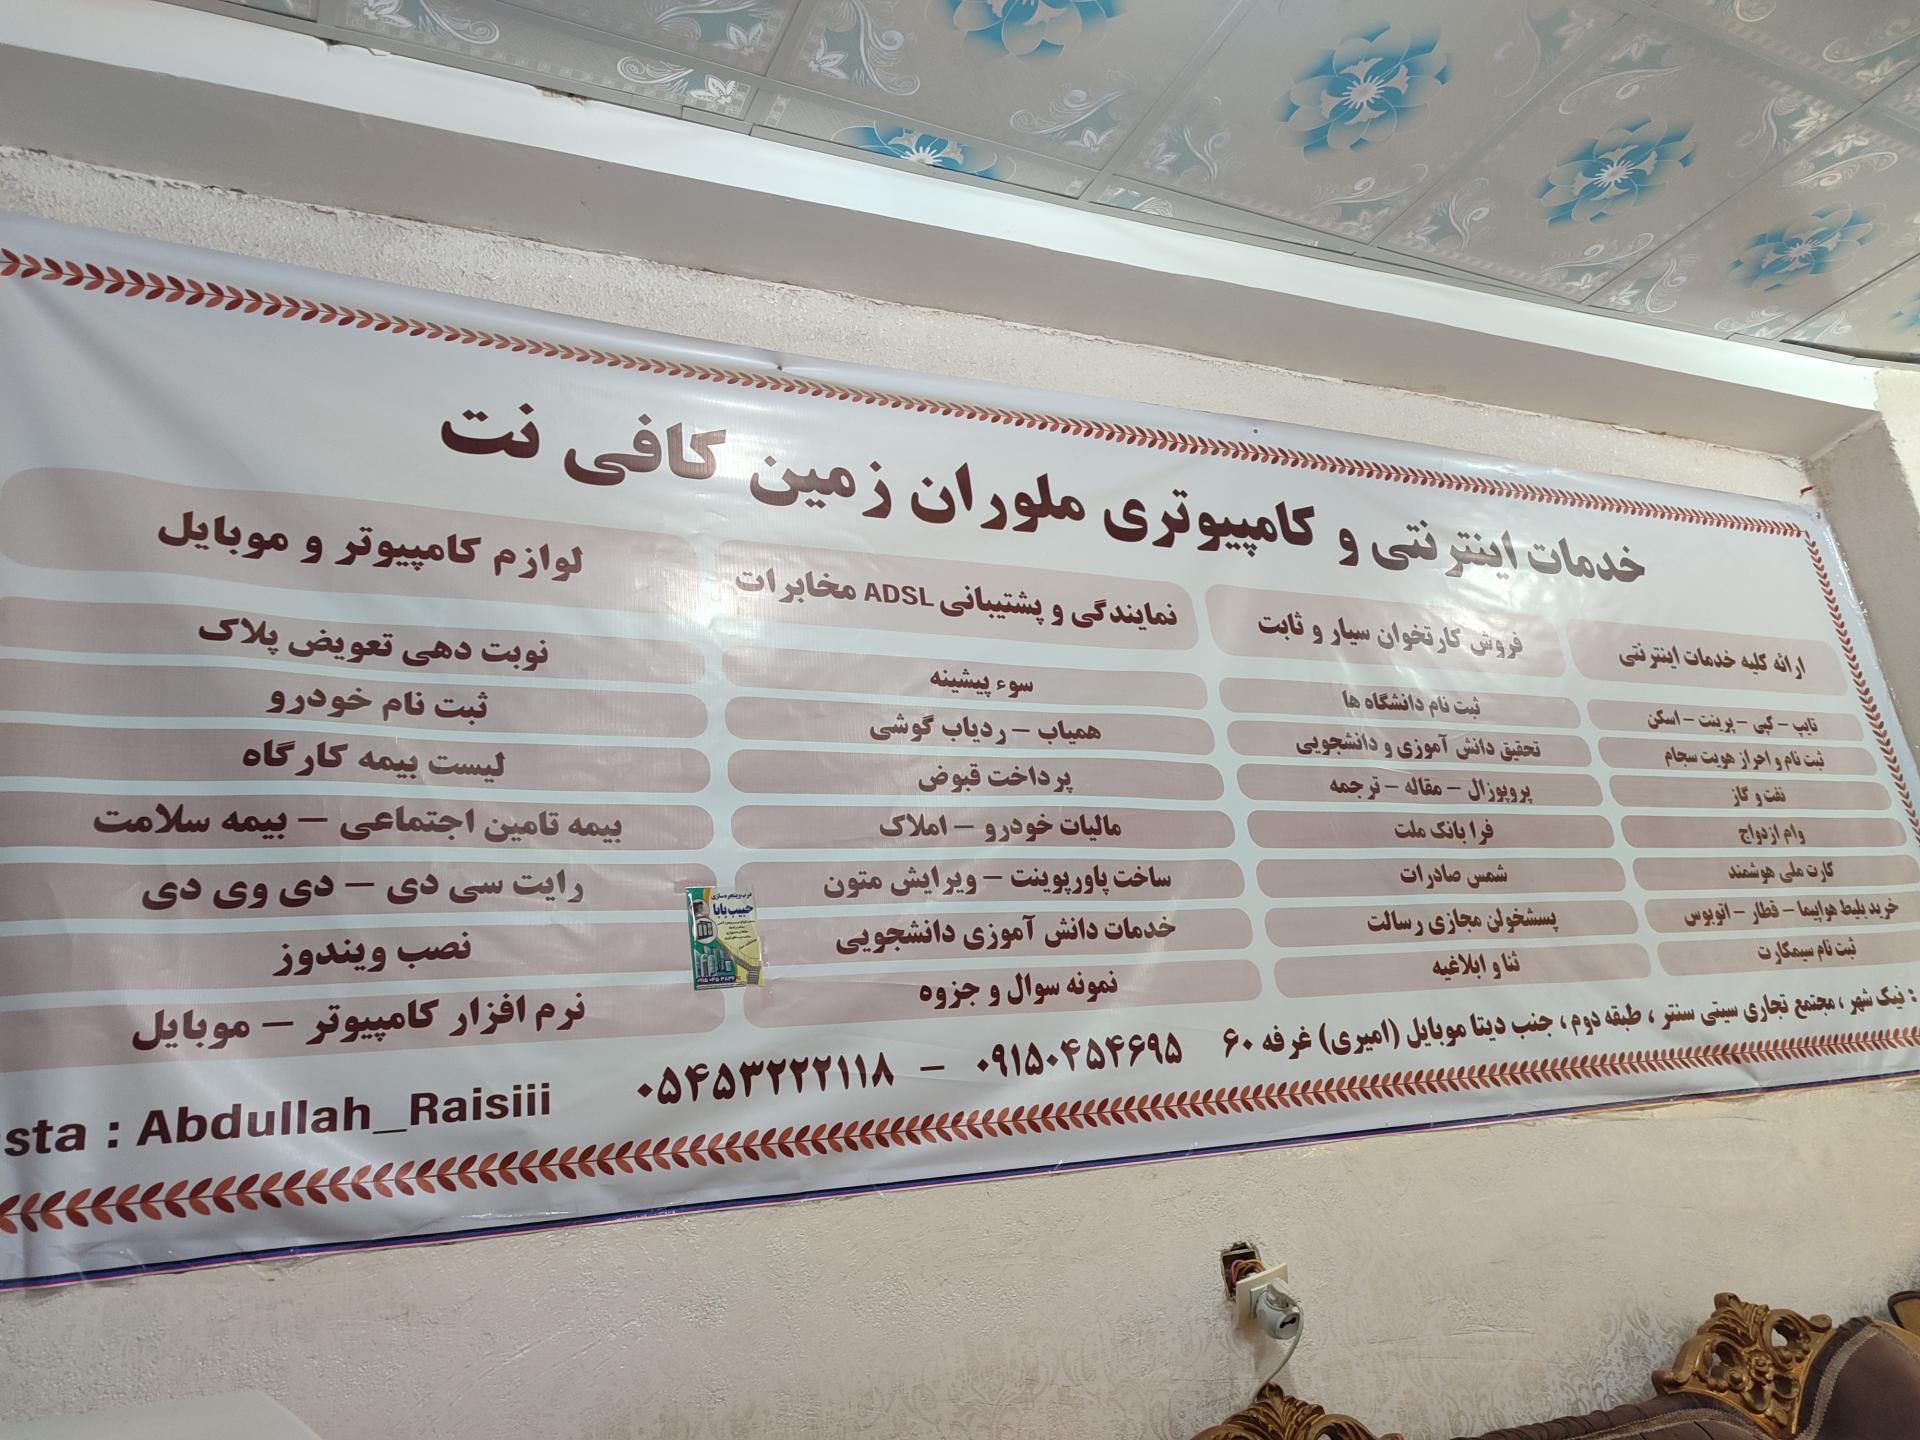 خدمات اینترنتی و کامپیوتری ملوران زمین کافی نت
ارائه کلیه خدمات اینترنتی
تایپ - کپی - پرینت - اسکن
ثبت نام و احراز هویت سجام
نفت و گاز
وام ازدواج
کارت ملی هوشمند
خرید بلیط هواپیما - قطار - اتوبوس
ثبت نام سیمکارت
فروش کارتخوان سیار و ثابت
ثبت نام دانشگاه ها
تحقیق دانش آموزی و دانشجویی
پروپوزال - مقاله - ترجمه
فرا بانک ملت
شمس صادرات
پسشخولن مجازی رسالت
ثنا و ابلاغیه
نمایندگی و پشتیبانی ADSL مخابرات
سوء پیشینه
همیاب - ردیاب گوشی
پرداخت قبوض
مالیات خودرو - املاک
ساخت پاورپوینت - ویرایش متون
خدمات دانش آموزی دانشجویی
نمونه سوال و جزوه
لوازم کامپیوتر و موبایل
نوبت دهی تعویض پلاک
ثبت نام خودرو
لیست بیمه کارگاه
بیمه تامین اجتماعی - بیمه سلامت
رایت سی دی - دی وی دی
نصب ویندوز
نرم افزار کامپیوتر - موبایل
درب و پنجره سازی
حبیب بابا
: نیک شهر ، مجتمع تجاری سیتی سنتر ، طبقه دوم ، جنب دیتا موبایل (امیری) غرفه ۶۰
۰۹۱۵۰۴۵۴۶۹۵ - ۰۵۴۵۳۲۲۲۱۱۸
sta : Abdullah_Raisiii